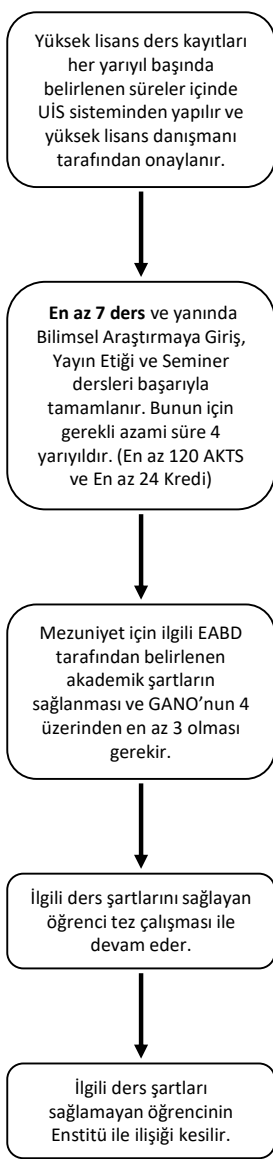 Yüksek lisans ders kayıtları
her yarıyıl başında
belirlenen süreler içinde
UİS sisteminden yapılır ve
yüksek lisans danışmanı
tarafından onaylanır.
En az 7 ders ve yanında
Bilimsel Araştırmaya Giriş,
Yayın Etiği ve Seminer
dersleri başarıyla
tamamlanır. Bunun için
gerekli azami süre 4
yarıyıldır. (En az 120 AKTS
ve En az 24 Kredi)
Mezuniyet için ilgili EABD
tarafından belirlenen
akademik şartların
sağlanması ve GANO’nun 4
üzerinden en az 3 olması
gerekir.
İlgili ders şartlarını sağlayan
öğrenci tez çalışması ile
devam eder.
İlgili ders şartları
sağlamayan öğrencinin
Enstitü ile ilişiği kesilir.